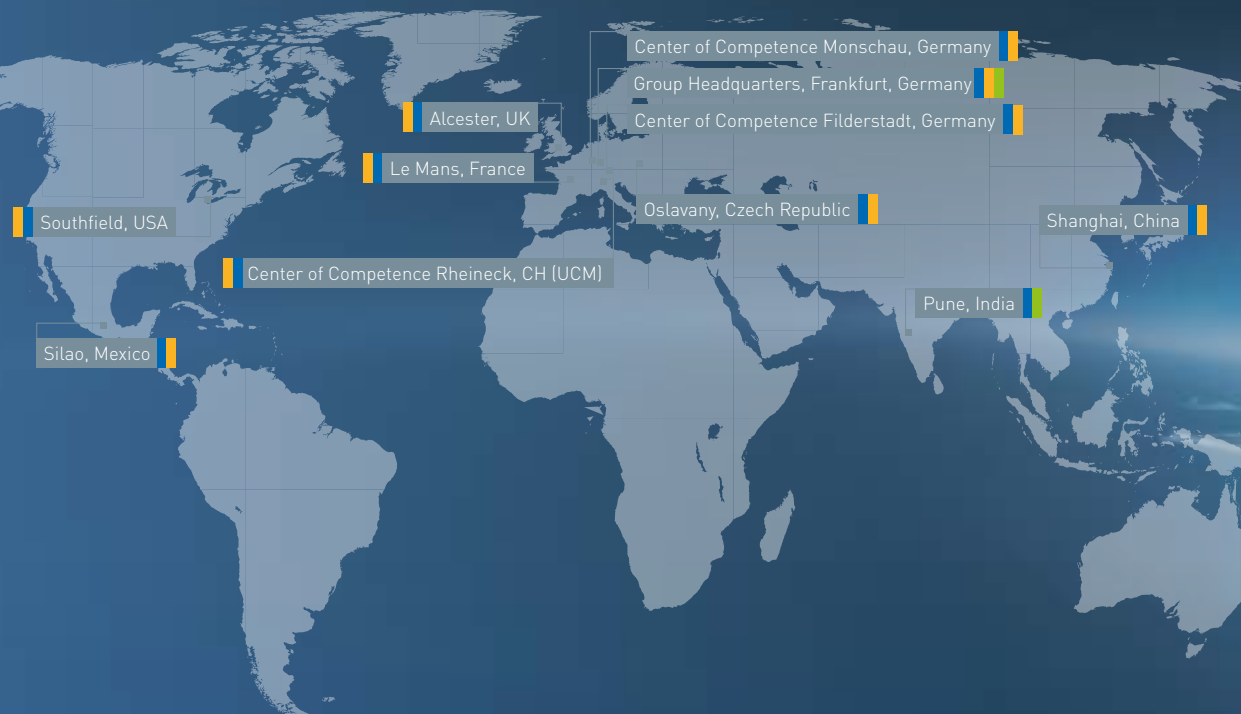 Center of Competence Monschau, Germany
Group Headquarters, Frankfurt, Germany
Alcester, UK
Center of Competence Filderstadt, Germany
Le Mans, France
Oslavany, Czech Republic
Southfield, USA
Shanghai, China
Center of Competence Rheineck, CH (UCM)
Pune, India
Silao, Mexico